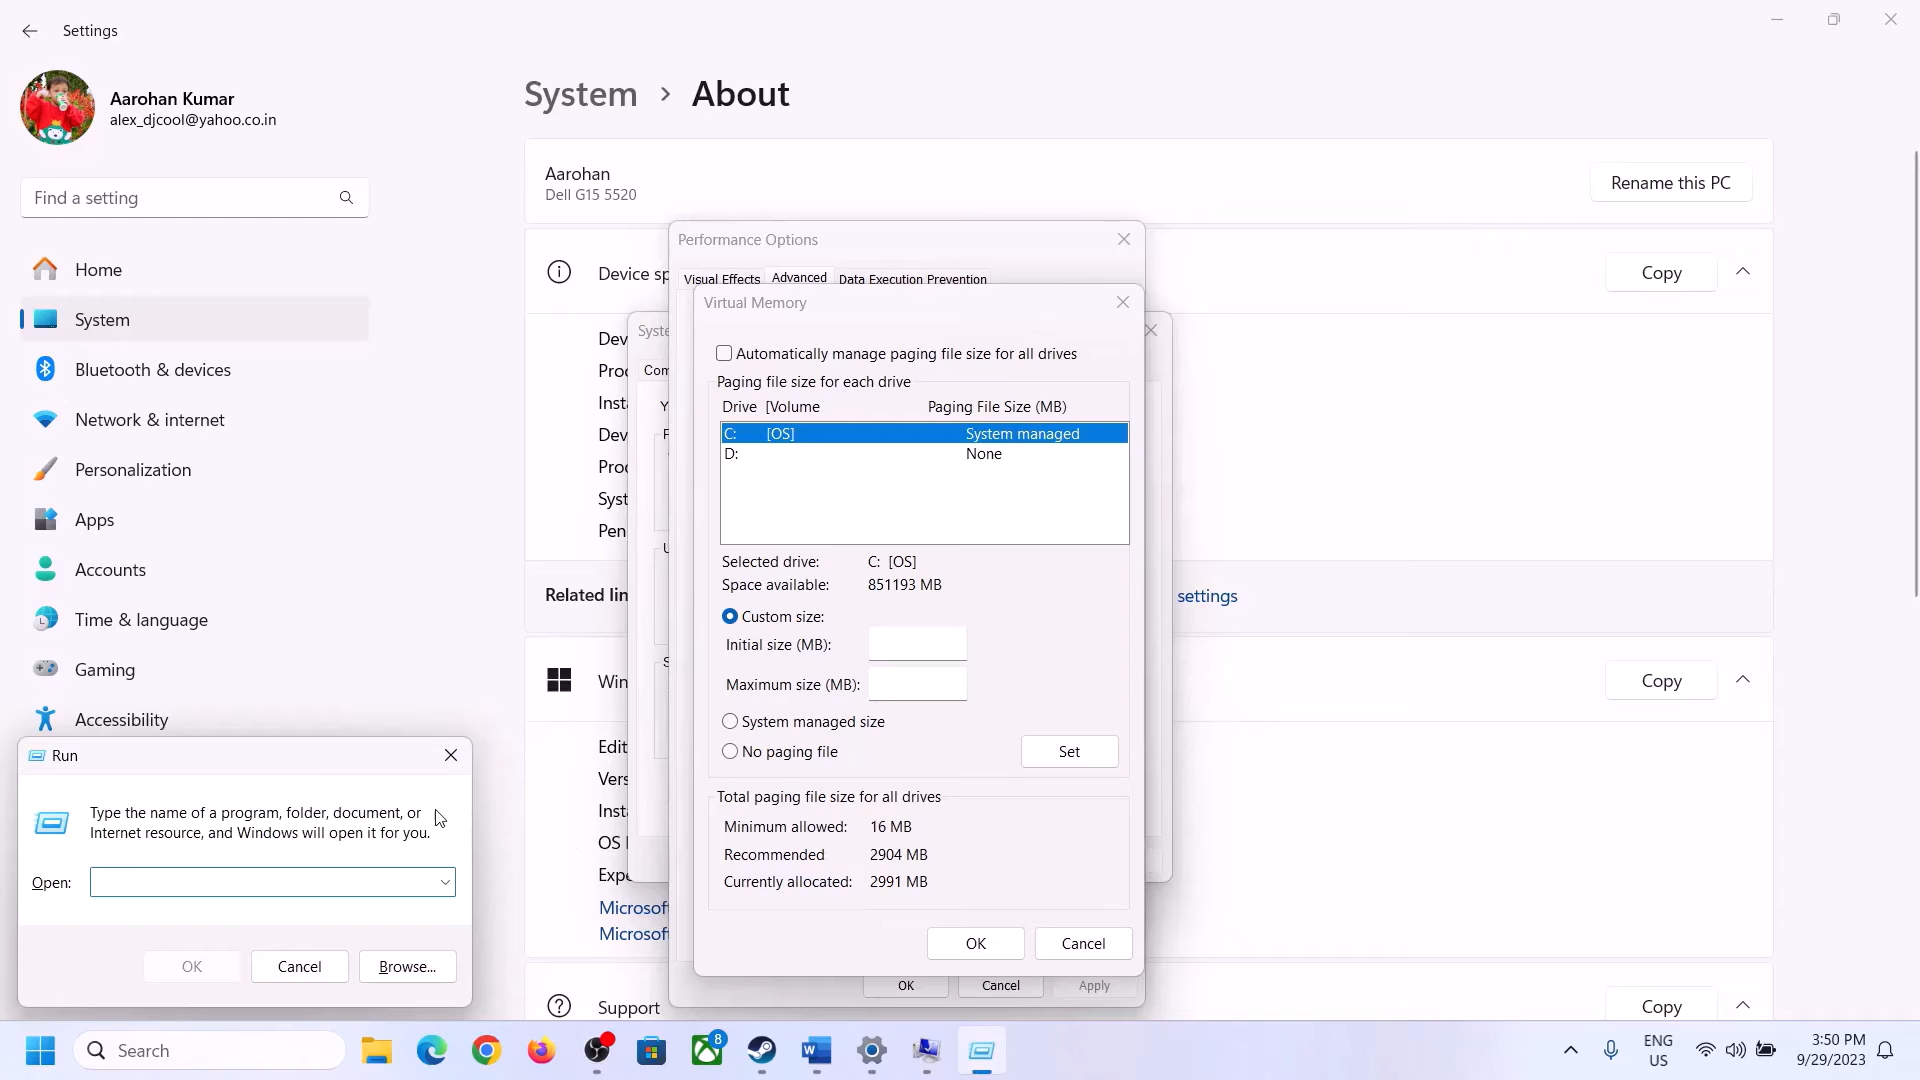 Settings
Aarohan Kumar
alex_djcool@yahoo.co.in
Find a setting
Home
System
Bluetooth & devices
Network & internet
Personalization
Apps
Accounts
Time & language
Gaming
Accessibility
System > About
Aarohan
Dell G15 5520
Rename this PC
Device sp
Copy
Dev
Proc
Insta
Dev
Proc
Syst
Pen
Related lin
settings
Win
Copy
Edit
Vers
Insta
OS
Expe
Microsof
Microsof
Support
Copy
Syste
Com
Y
Performance Options
Visual Effects
Advanced
Data Execution Prevention
OK
Cancel
Apply
Virtual Memory
Automatically manage paging file size for all drives
Paging file size for each drive
Drive [Volume Paging File Size (MB)
C: [OS] System managed
D: None
Selected drive: C: [OS]
Space available: 851193 MB
Custom size:
Initial size (MB):
Maximum size (MB):
System managed size
No paging file
Set
Total paging file size for all drives
Minimum allowed: 16 MB
Recommended 2904 MB
Currently allocated: 2991 MB
OK
Cancel
Run
Type the name of a program, folder, document, or
Internet resource, and Windows will open it for you.
Open:
OK
Cancel
Browse...
Search
8
ENG
US
3:50 PM
9/29/2023